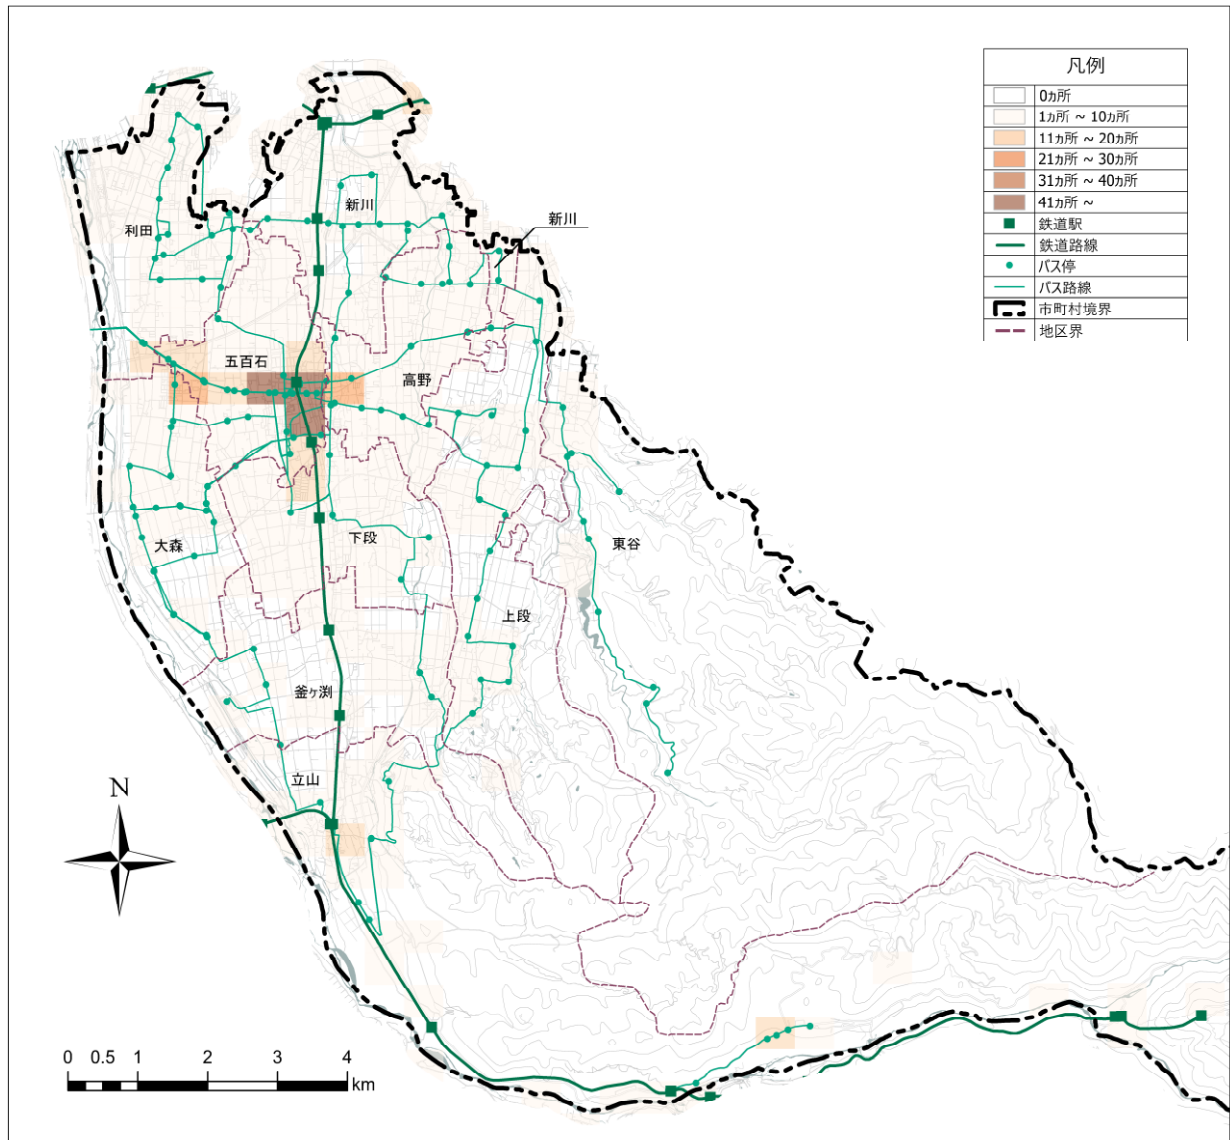 凡例
0ヵ所
1ヵ所 ~ 10ヵ所
11ヵ所 ~ 20ヵ所
21ヵ所 ~ 30ヵ所
31ヵ所 ~ 40ヵ所
41ヵ所 ~
鉄道駅
鉄道路線
バス停
バス路線
市町村境界
地区界
新川
新川
利田
五百石
高野
大森
下段
東谷
上段
釜ヶ渕
立山
N
0 0.5 1 2 3 4
km